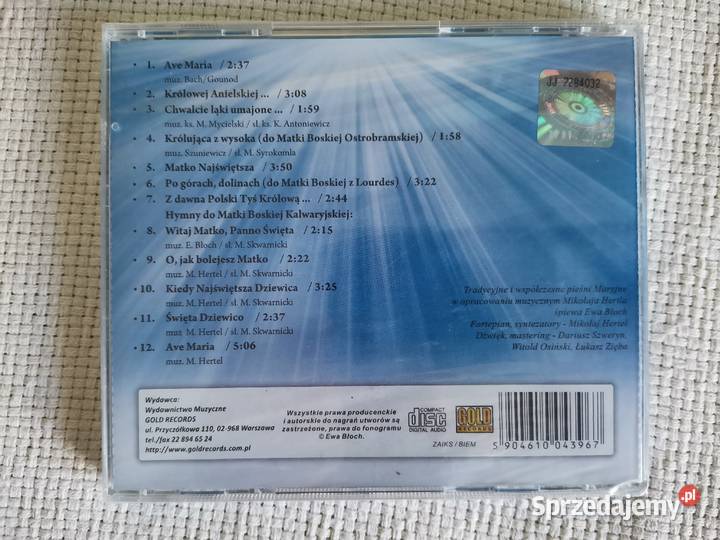 1. Ave Maria / 2:37
muz. Bach/Gounod
2. Królowej Anielskiej ... / 3:08
3. Chwalcie łąki umajone ... / 1:59
muz. ks. M. Mycielski / sł. ks. K. Antoniewicz
4. Królująca z wysoka (do Matki Boskiej Ostrobramskiej) / 1:58
muz. Szuniewicz / sł. M. Syrokomla
5. Matko Najświętsza / 3:50
6. Po górach, dolinach (do Matki Boskiej z Lourdes) / 3:22
7. Z dawna Polski Tyś Królową ... / 2:44
Hymny do Matki Boskiej Kalwaryjskiej:
8. Witaj Matko, Panno Święta / 2:15
muz. E. Błoch / sł. M. Skwarnicki
9. O, jak bolejesz Matko / 2:22
muz. M. Hertel / sł. M. Skwarnicki
10. Kiedy Najświętsza Dziewica / 3:25
muz. M. Hertel / sł. M. Skwarnicki
11. Święta Dziewico / 2:37
muz. M. Hertel / sł. M. Skwarnicki
12. Ave Maria / 5:06
muz. M. Hertel
JJ 7284032
Tradycyjne i współczesne pieśni Maryjne
w opracowaniu muzycznym Mikołaja Hertla
śpiewa Ewa Błoch
Fortepian, syntezatory - Mikołaj Hertel
Dźwięk, mastering - Dariusz Szweryn,
Witold Osiński, Łukasz Zięba
Wydawca:
Wydawnictwo Muzyczne
GOLD RECORDS
ul. Przyczółkowa 110, 02-968 Warszawa
tel./fax 22 894 65 24
http://www.goldrecords.com.pl
Wszystkie prawa producenckie
i autorskie do nagrań utworów są
zastrzeżone, prawa do fonogramu
© Ewa Błoch.
COMPACT
disc
DIGITAL AUDIO
GOLD
RECORDS
ZAIKS / BIEM
5 904610 043967
Sprzedajemy.pl